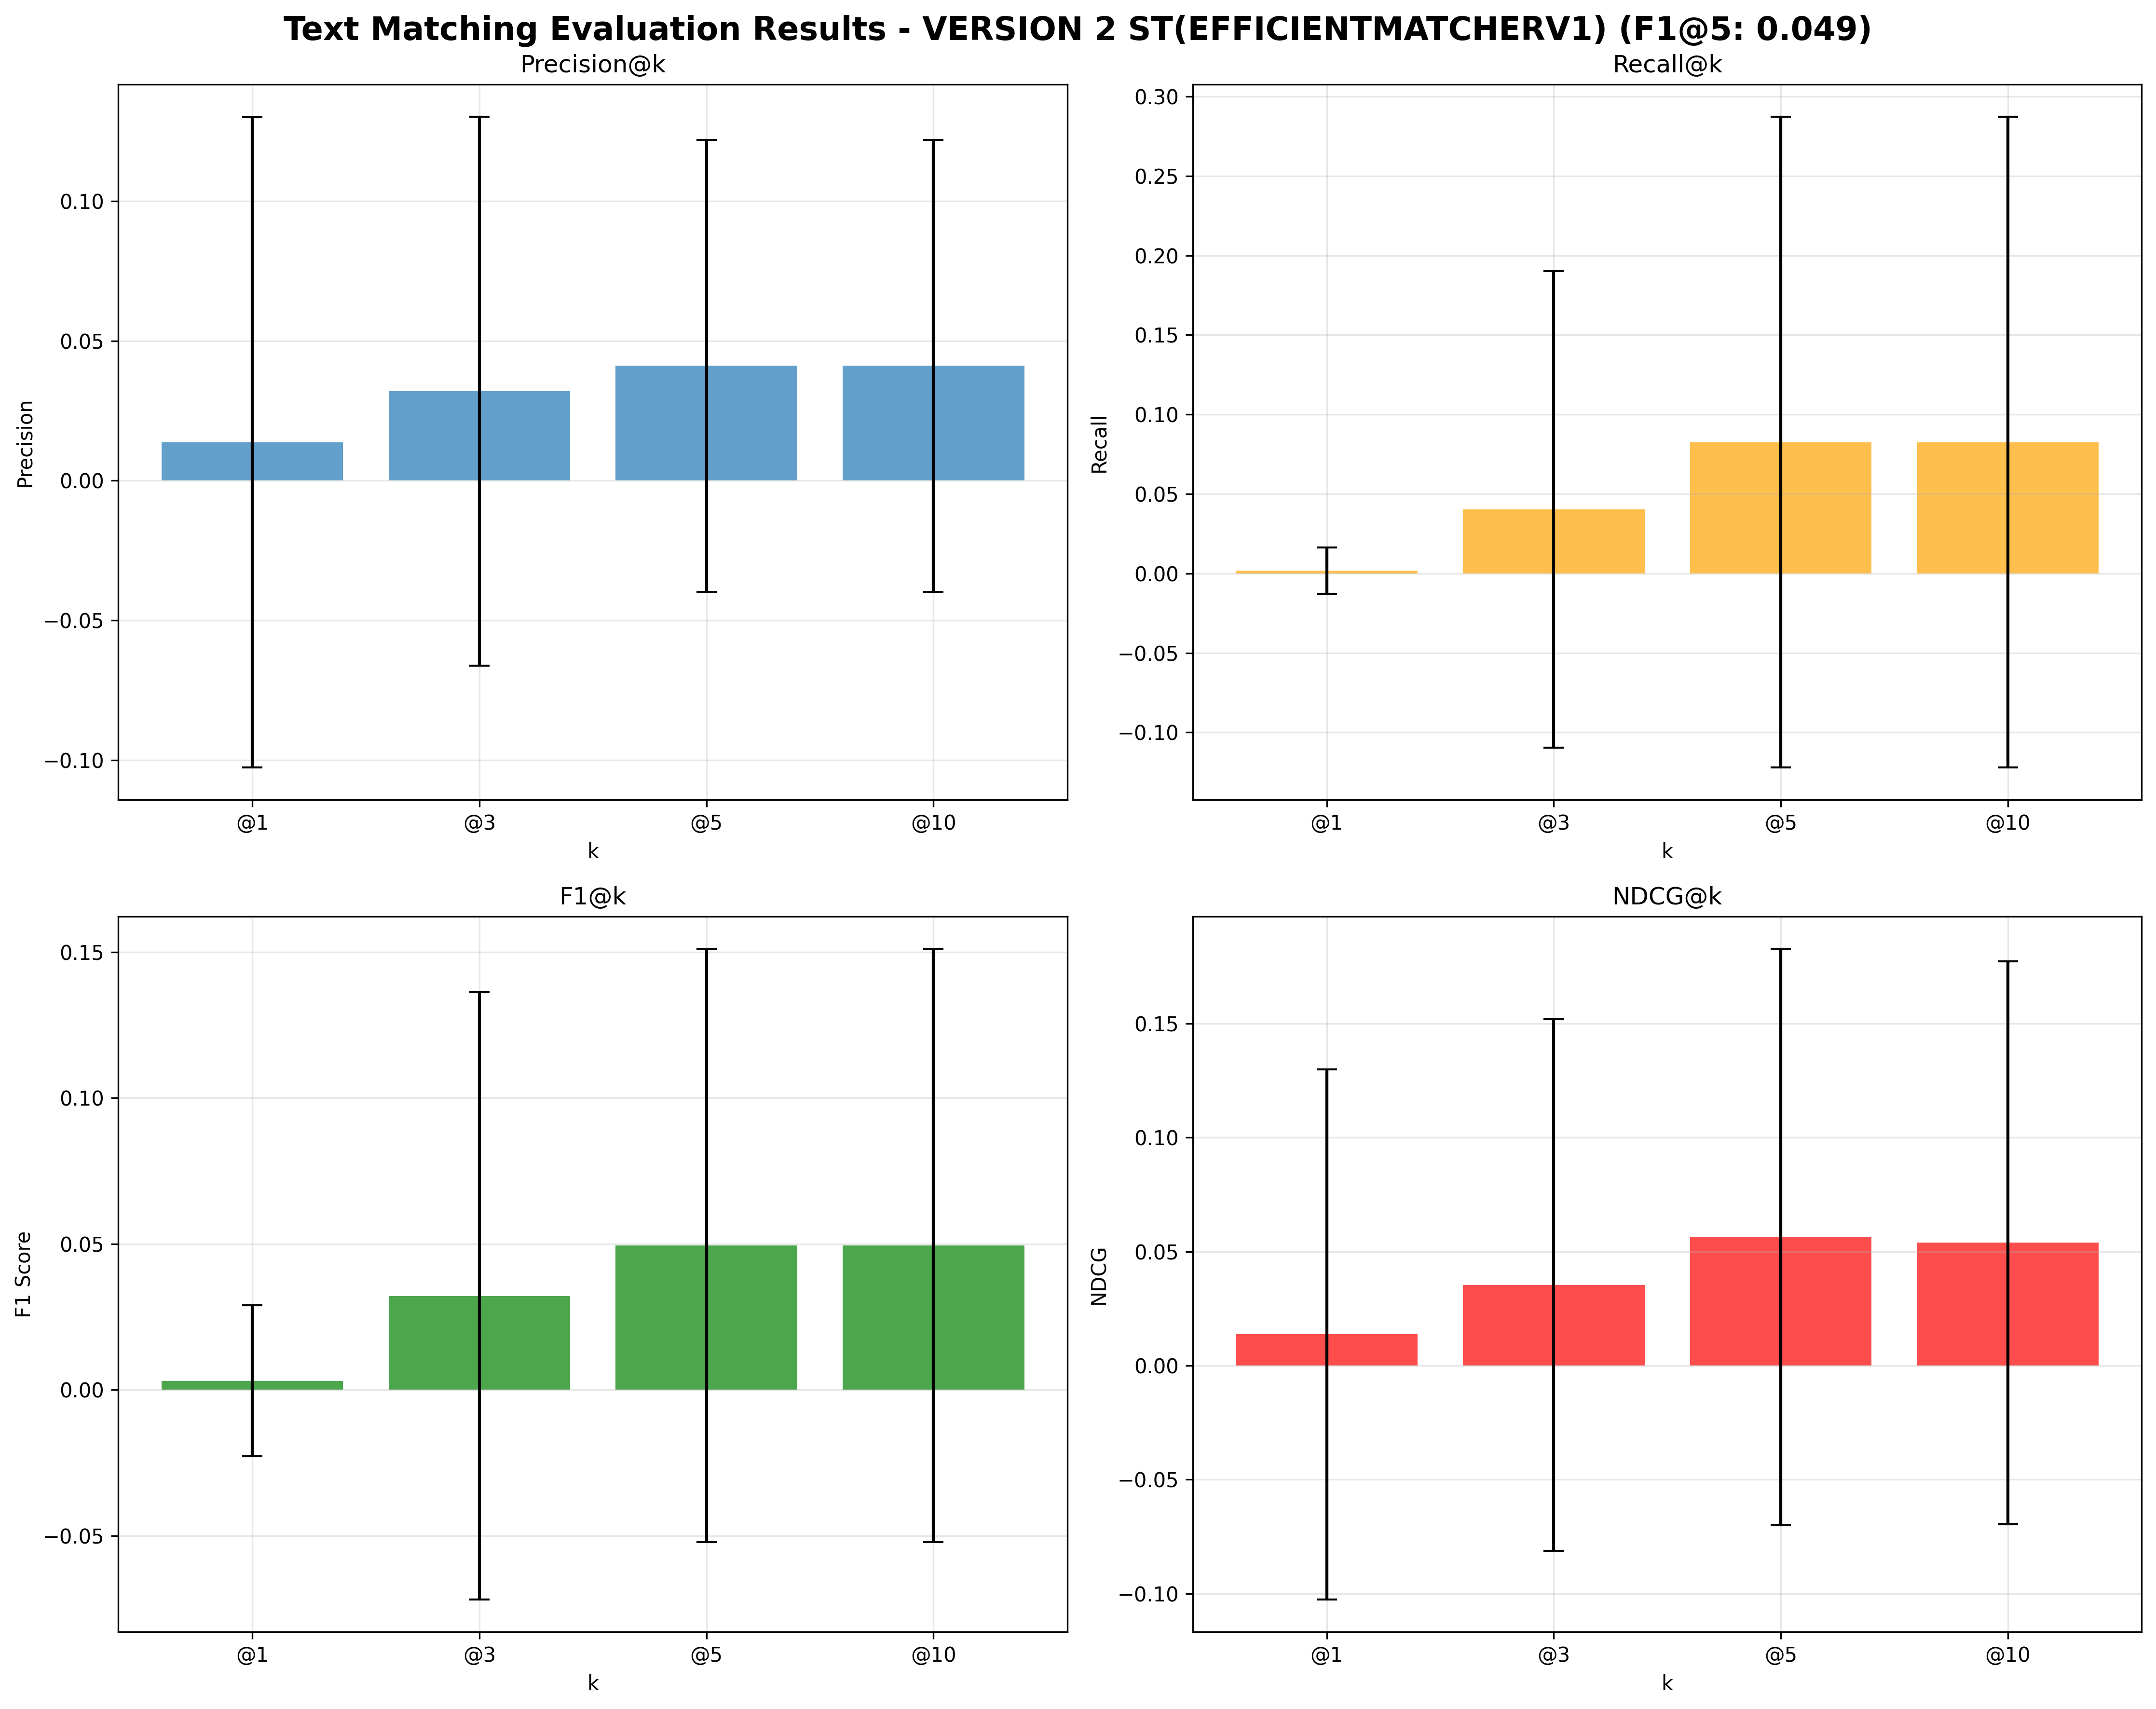 Text Matching Evaluation Results - VERSION 2 ST(EFFICIENTMATCHERV1) (F1@5: 0.049)
Precision@k
Precision
0.10
0.05
0.00
−0.05
−0.10
@1 @3 @5 @10
k
Recall@k
Recall
0.30
0.25
0.20
0.15
0.10
0.05
0.00
−0.05
−0.10
@1 @3 @5 @10
k
F1@k
F1 Score
0.15
0.10
0.05
0.00
−0.05
@1 @3 @5 @10
k
NDCG@k
NDCG
0.15
0.10
0.05
0.00
−0.05
−0.10
@1 @3 @5 @10
k